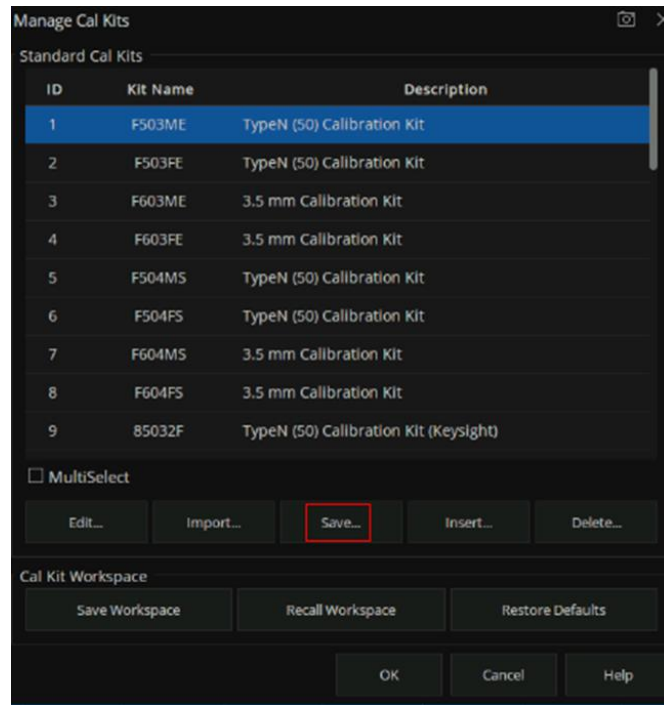 Manage Cal Kits
Standard Cal Kits
ID Kit Name Description
1 F503ME TypeN (50) Calibration Kit
2 F503FE TypeN (50) Calibration Kit
3 F603ME 3.5 mm Calibration Kit
4 F603FE 3.5 mm Calibration Kit
5 F504MS TypeN (50) Calibration Kit
6 F504FS TypeN (50) Calibration Kit
7 F604MS 3.5 mm Calibration Kit
8 F604FS 3.5 mm Calibration Kit
9 85032F TypeN (50) Calibration Kit (Keysight)
MultiSelect
Edit... Import... Save... Insert... Delete...
Cal Kit Workspace
Save Workspace Recall Workspace Restore Defaults
OK Cancel Help